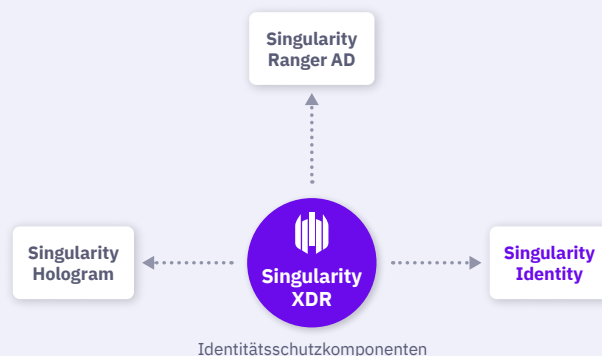 Singularity
Ranger AD
Singularity
Hologram
Singularity
XDR
Singularity
Identity
Identitätsschutzkomponenten